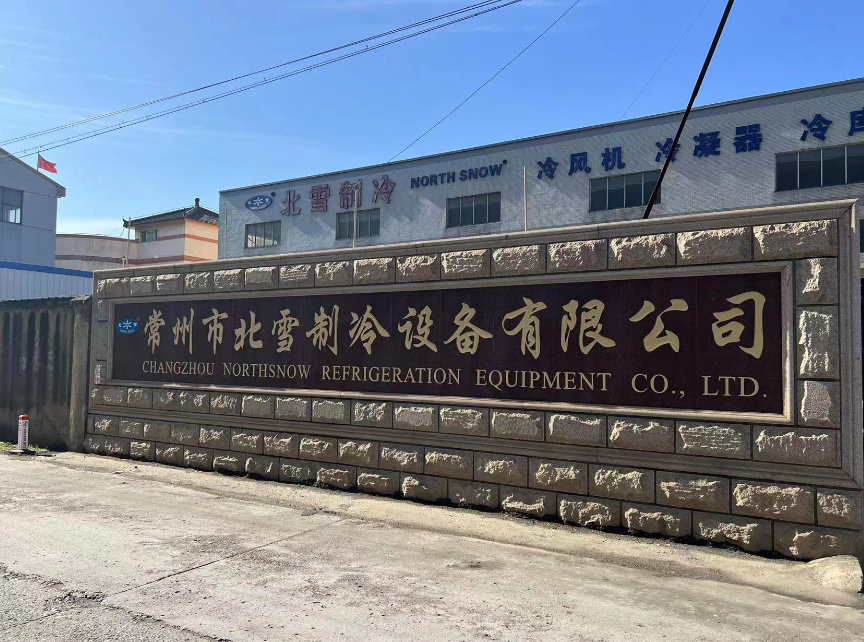 北雪制冷 NORTH SNOW 冷风机 冷凝器 冷风
常州市北雪制冷设备有限公司
CHANGZHOU NORTHSNOW REFRIGERATION EQUIPMENT CO., LTD.